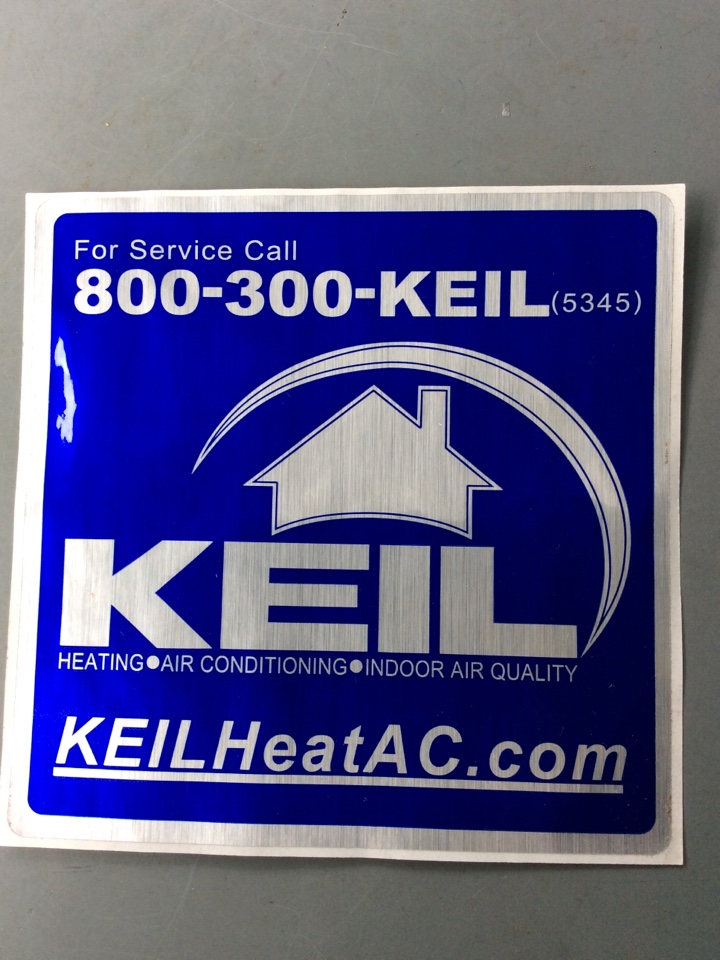 For Service Call
800-300-KEIL(5345)
KEIL
HEATING●AIR CONDITIONING●INDOOR AIR QUALITY
KEILHeatAC.com